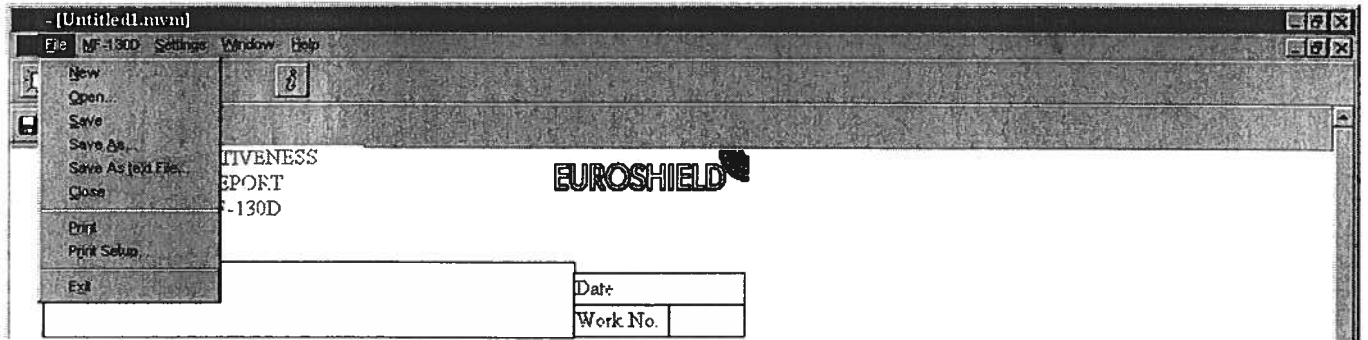 - [Untitled1.mvm]
File MF-130D Settings Window Help
New
Open...
Save
Save As...
Save As text File...
Close
Print
Print Setup...
Exit
TIVENESS
EPORT
F-130D
EUROSHIELD
Date
Work No.